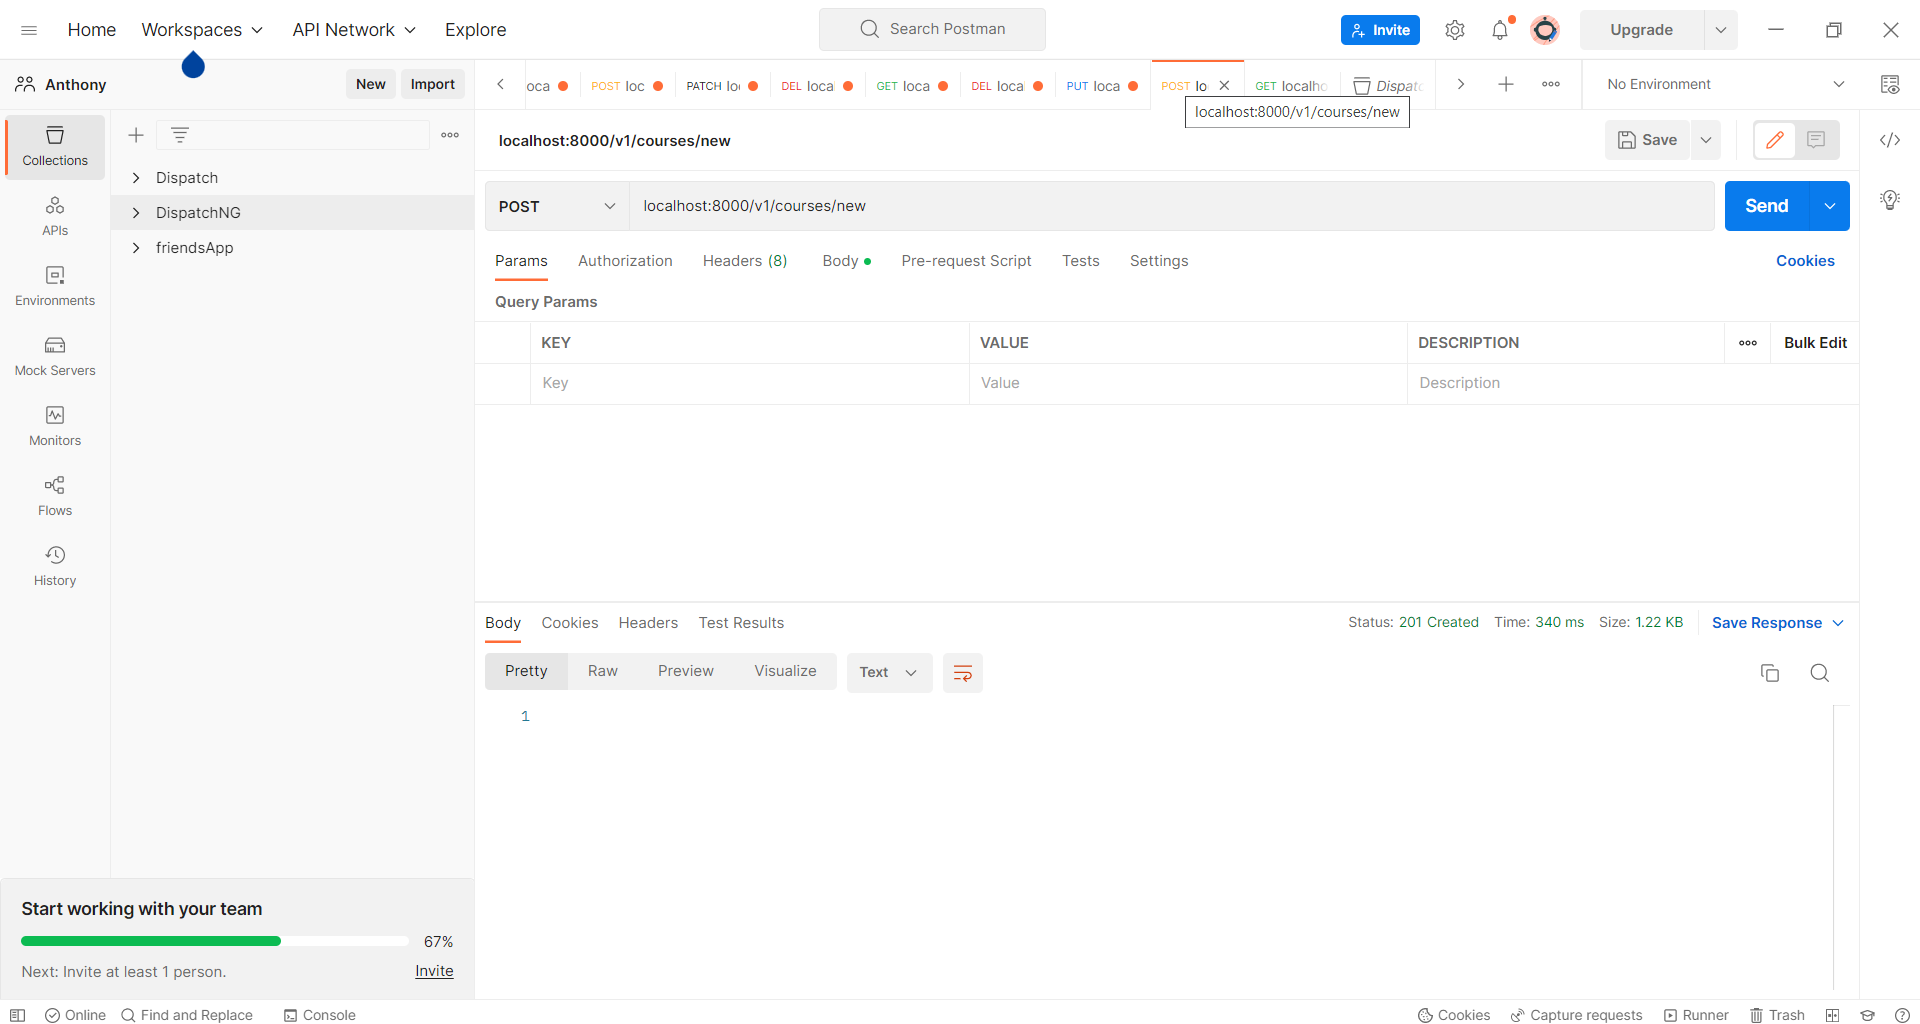 Home Workspaces API Network Explore Search Postman Invite Upgrade
Anthony New Import
oca POST loc PATCH lo DEL local GET loca DEL local PUT loca POST lo GET localho Dispatc No Environment
localhost:8000/v1/courses/new
localhost:8000/v1/courses/new Save
Collections
Dispatch
DispatchNG
friendsApp
APIs
Environments
Mock Servers
Monitors
Flows
History
POST localhost:8000/v1/courses/new Send
Params Authorization Headers (8) Body Pre-request Script Tests Settings Cookies
Query Params
KEY VALUE DESCRIPTION Bulk Edit
Key Value Description
Body Cookies Headers Test Results Status: 201 Created Time: 340 ms Size: 1.22 KB Save Response
Pretty Raw Preview Visualize Text
1
Start working with your team
67%
Next: Invite at least 1 person. Invite
Online Find and Replace Console Cookies Capture requests Runner Trash